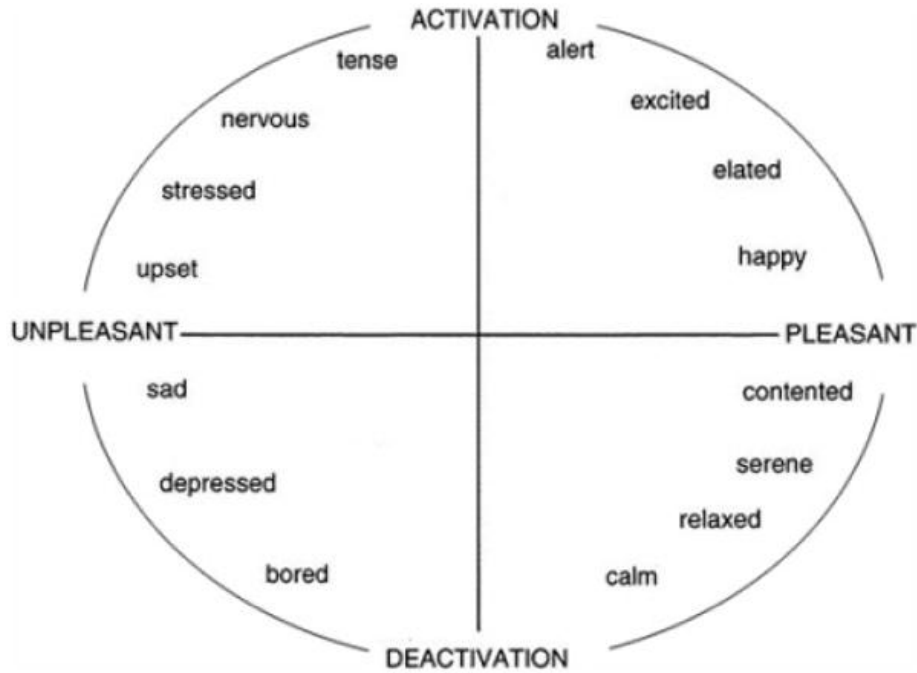 ACTIVATION
tense
alert
nervous
excited
stressed
elated
upset
happy
UNPLEASANT
PLEASANT
sad
contented
depressed
serene
relaxed
bored
calm
DEACTIVATION